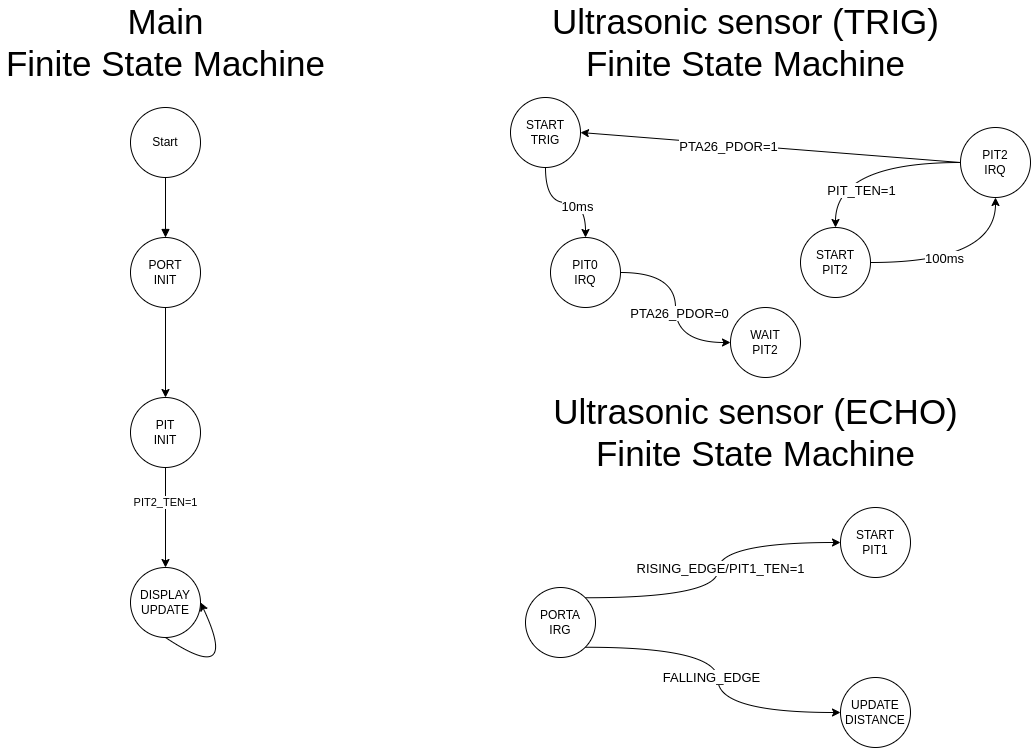 Main
Finite State Machine
Start
PORT
INIT
PIT
INIT
PIT2_TEN=1
DISPLAY
UPDATE
Ultrasonic sensor (TRIG)
Finite State Machine
START
TRIG
PTA26_PDOR=1
PIT2
IRQ
PIT_TEN=1
10ms
START
PIT2
100ms
PIT0
IRQ
PTA26_PDOR=0
WAIT
PIT2
Ultrasonic sensor (ECHO)
Finite State Machine
START
PIT1
RISING_EDGE/PIT1_TEN=1
PORTA
IRG
FALLING_EDGE
UPDATE
DISTANCE